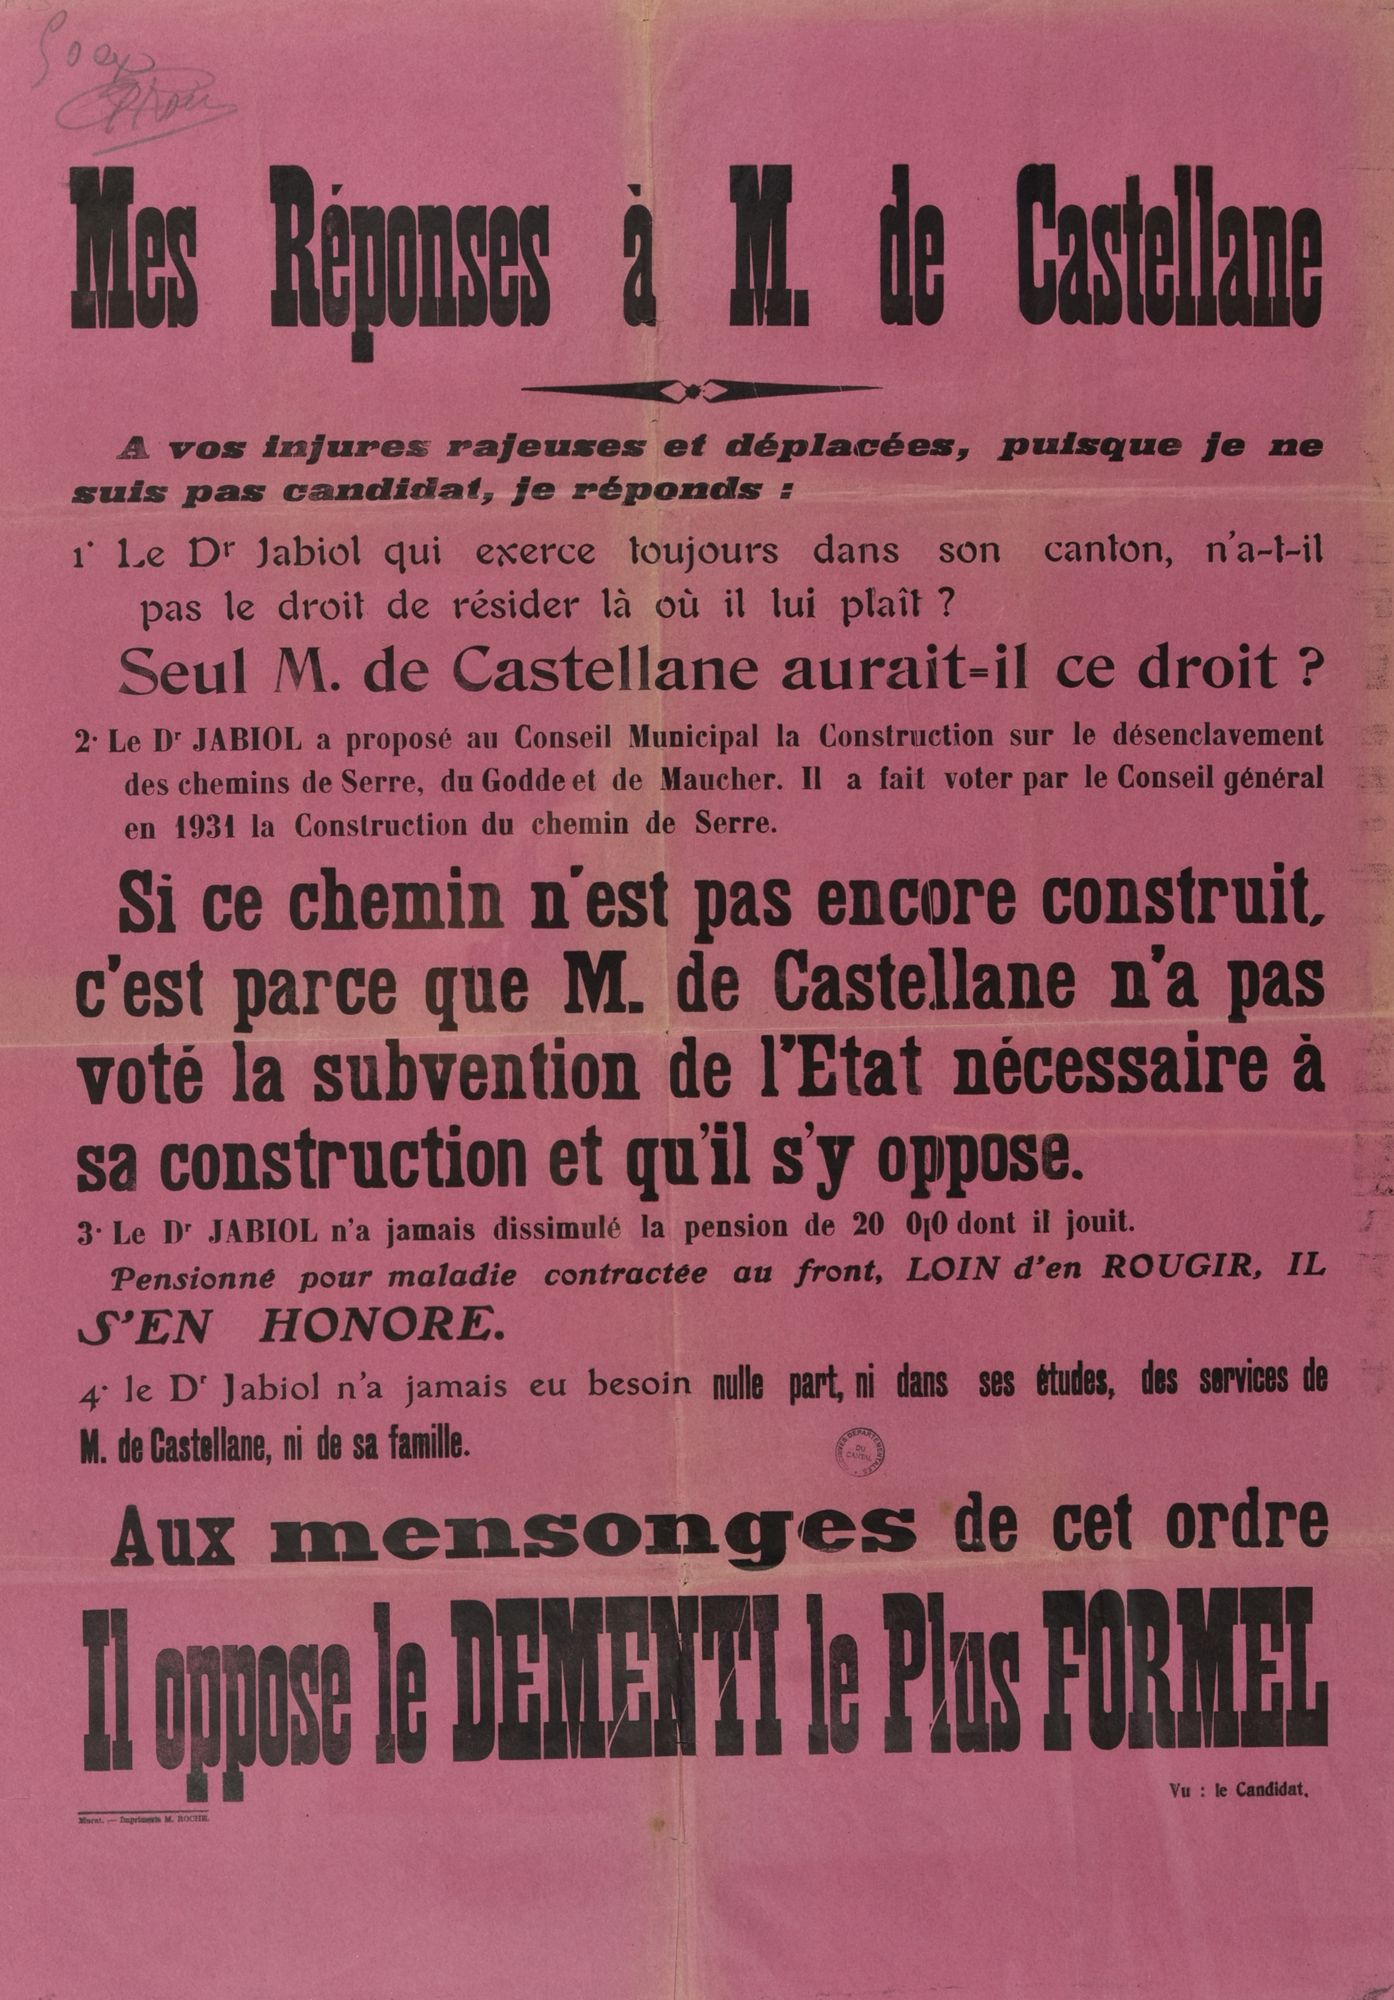 Mes Réponses à M. de Castellane
A vos injures rajeuses et déplacées, puisque je ne
suis pas candidat, je réponds :
1° Le Dr Jabiol qui exerce toujours dans son canton, n'a-t-il
pas le droit de résider là où il lui plaît ?
Seul M. de Castellane aurait=il ce droit ?
2° Le Dr JABIOL a proposé au Conseil Municipal la Construction sur le désenclavement
des chemins de Serre, du Godde et de Maucher. Il a fait voter par le Conseil général
en 1931 la Construction du chemin de Serre.
Si ce chemin n'est pas encore construit,
c'est parce que M. de Castellane n'a pas
voté la subvention de l'Etat nécessaire à
sa construction et qu'il s'y oppose.
3° Le Dr JABIOL n'a jamais dissimulé la pension de 20 0|0 dont il jouit.
Pensionné pour maladie contractée au front, LOIN d'en ROUGIR, IL
S'EN HONORE.
4° le Dr Jabiol n'a jamais eu besoin nulle part, ni dans ses études, des services de
M. de Castellane, ni de sa famille.
ARCHIVES DEPARTEMENTALES
DU
CANTAL
Aux mensonges de cet ordre
Il oppose le DEMENTI le Plus FORMEL
Vu : le Candidat,
Murat. — Imprimerie M. ROCHE.